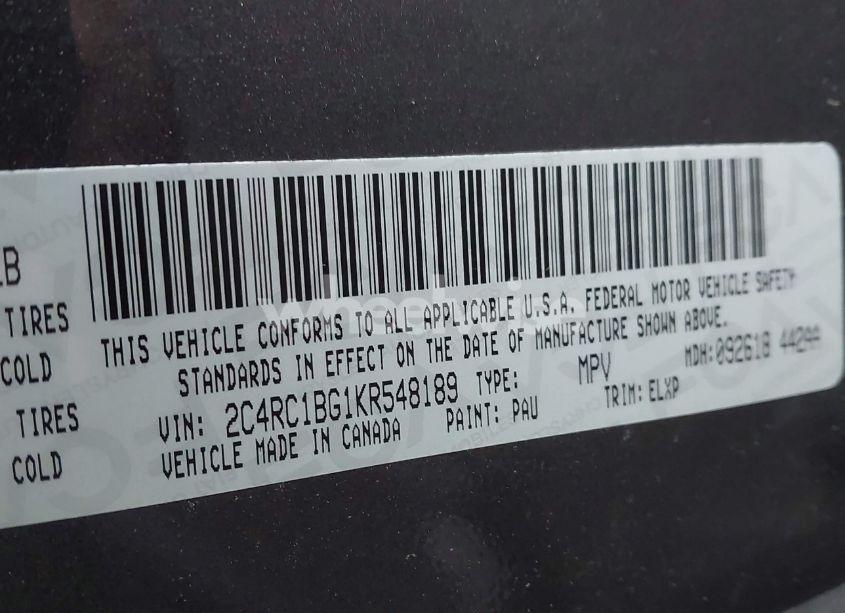 LB
TIRES
COLD
TIRES
COLD
THIS VEHICLE CONFORMS TO ALL APPLICABLE U.S.A. FEDERAL MOTOR VEHICLE SAFETY
STANDARDS IN EFFECT ON THE DATE OF MANUFACTURE SHOWN ABOVE.
VIN: 2C4RC1BG1KR548189 TYPE: MPV MDH:092618 442AA
VEHICLE MADE IN CANADA PAINT: PAU TRIM: ELXP